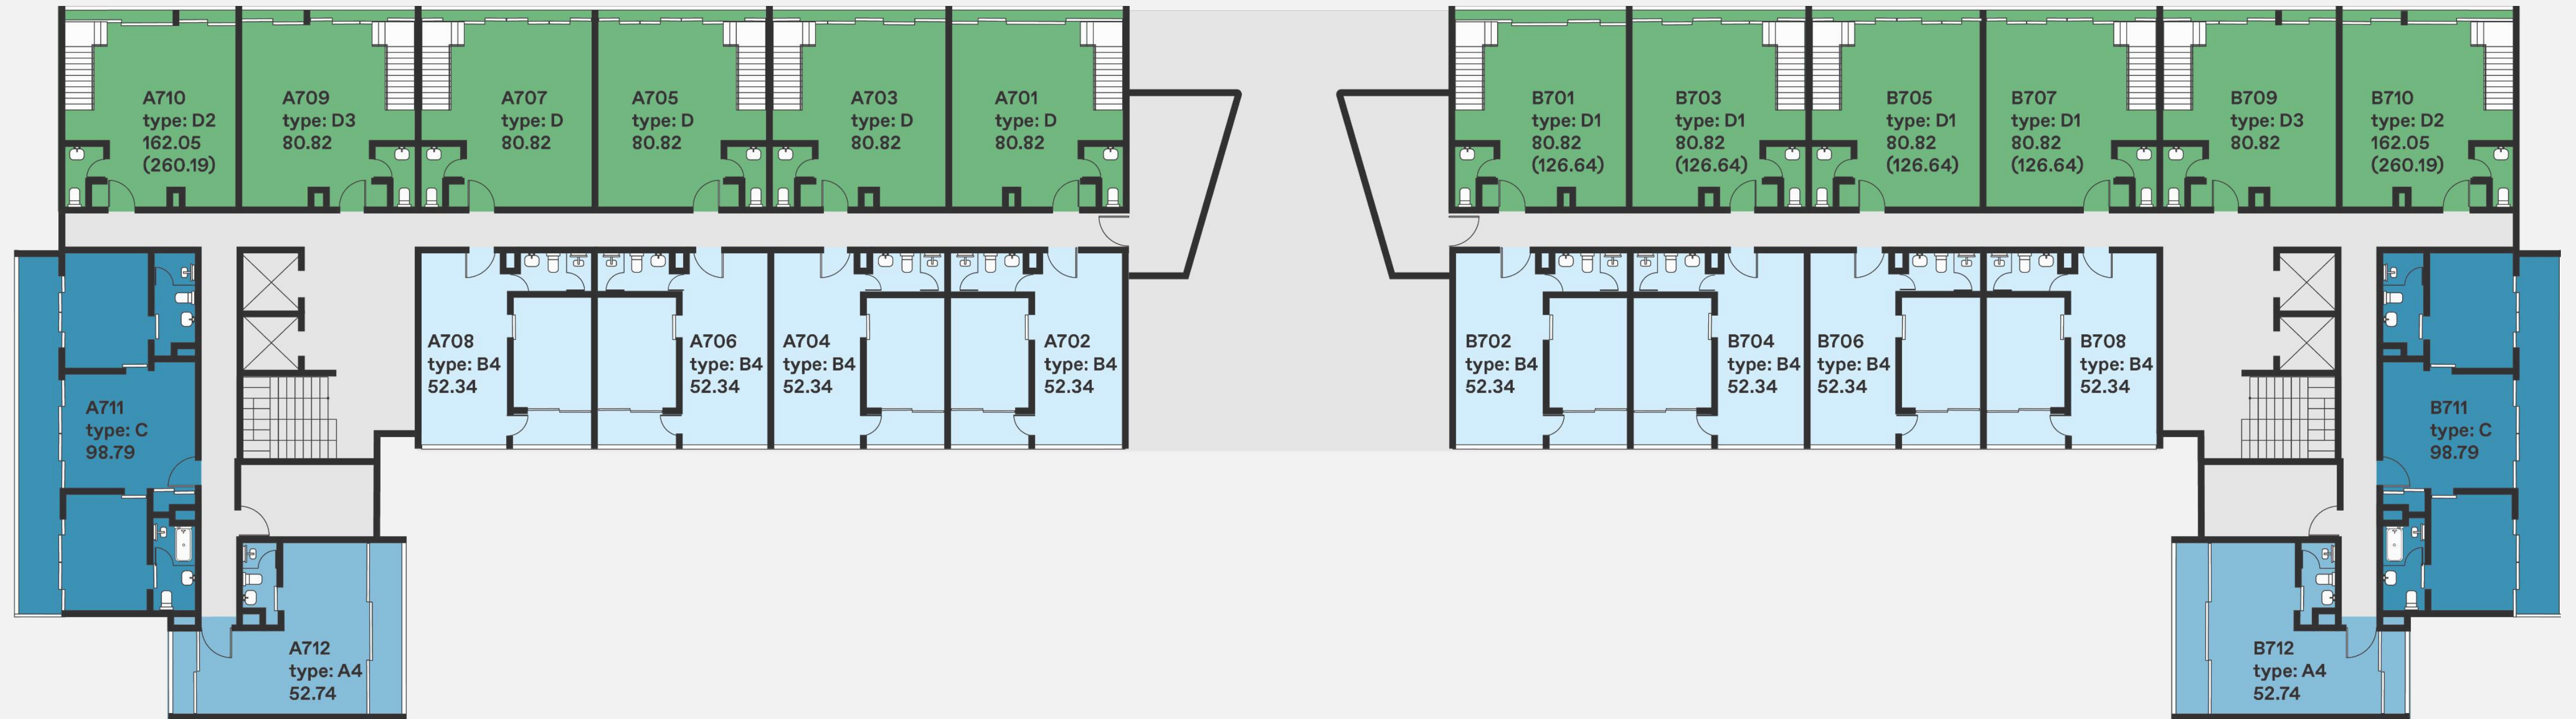 A710
type: D2
162.05
(260.19)
A709
type: D3
80.82
A707
type: D
80.82
A705
type: D
80.82
A703
type: D
80.82
A701
type: D
80.82
B701
type: D1
80.82
(126.64)
B703
type: D1
80.82
(126.64)
B705
type: D1
80.82
(126.64)
B707
type: D1
80.82
(126.64)
B709
type: D3
80.82
B710
type: D2
162.05
(260.19)
A708
type: B4
52.34
A706
type: B4
52.34
A704
type: B4
52.34
A702
type: B4
52.34
B702
type: B4
52.34
B704
type: B4
52.34
B706
type: B4
52.34
B708
type: B4
52.34
A711
type: C
98.79
B711
type: C
98.79
A712
type: A4
52.74
B712
type: A4
52.74